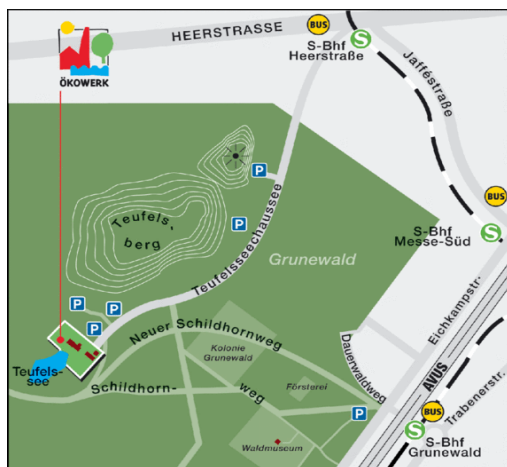 HEERSTRASSE
BUS
S-Bhf
Heerstraße
S
Jafféstraße
ÖKOWERK
P
Teufels-
berg
P
Teufelsseechaussee
Grunewald
BUS
S-Bhf
Messe-Süd
S
Eichkampstr.
P
P
P
Neuer Schildhornweg
Kolonie
Grunewald
Dauerwaldweg
AVUS
Trabenerstr.
Teufels-
see
Schildhorn-
weg
Försterei
P
BUS
S
S-Bhf
Grunewald
Waldmuseum